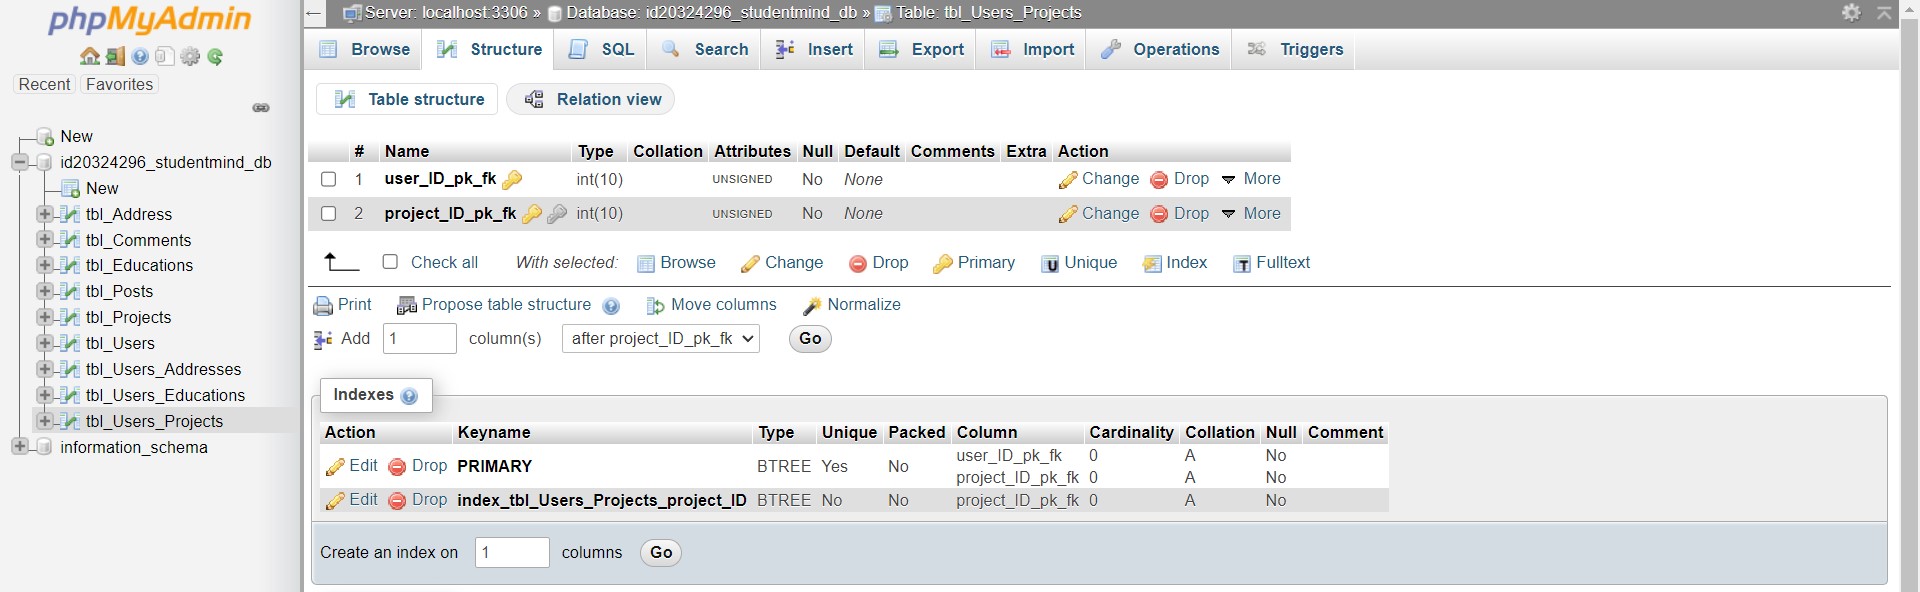 phpMyAdmin
Recent Favorites
New
id20324296_studentmind_db
New
tbl_Address
tbl_Comments
tbl_Educations
tbl_Posts
tbl_Projects
tbl_Users
tbl_Users_Addresses
tbl_Users_Educations
tbl_Users_Projects
information_schema
Server: localhost:3306 » Database: id20324296_studentmind_db » Table: tbl_Users_Projects
Browse Structure SQL Search Insert Export Import Operations Triggers
Table structure Relation view
# Name Type Collation Attributes Null Default Comments Extra Action
1 user_ID_pk_fk int(10) UNSIGNED No None Change Drop More
2 project_ID_pk_fk int(10) UNSIGNED No None Change Drop More
Check all With selected: Browse Change Drop Primary Unique Index Fulltext
Print Propose table structure Move columns Normalize
Add 1 column(s) after project_ID_pk_fk Go
Indexes
Action Keyname Type Unique Packed Column Cardinality Collation Null Comment
Edit Drop PRIMARY BTREE Yes No user_ID_pk_fk 0 A No
project_ID_pk_fk 0 A No
Edit Drop index_tbl_Users_Projects_project_ID BTREE No No project_ID_pk_fk 0 A No
Create an index on 1 columns Go